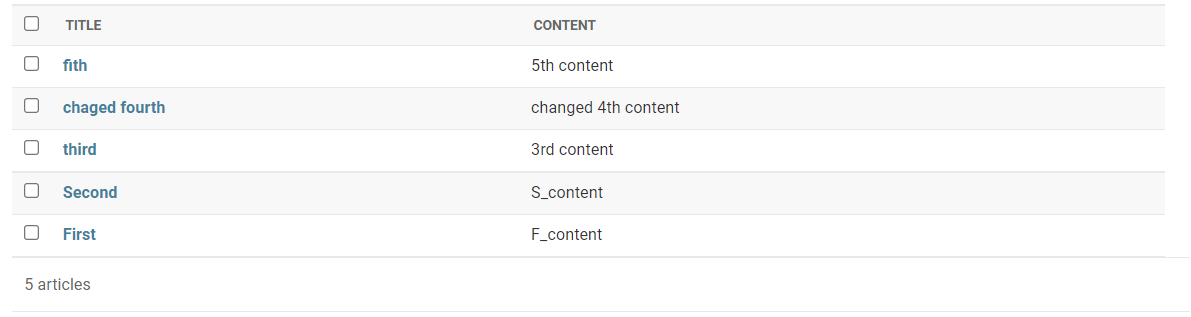 TITLE CONTENT
fith 5th content
chaged fourth changed 4th content
third 3rd content
Second S_content
First F_content
5 articles